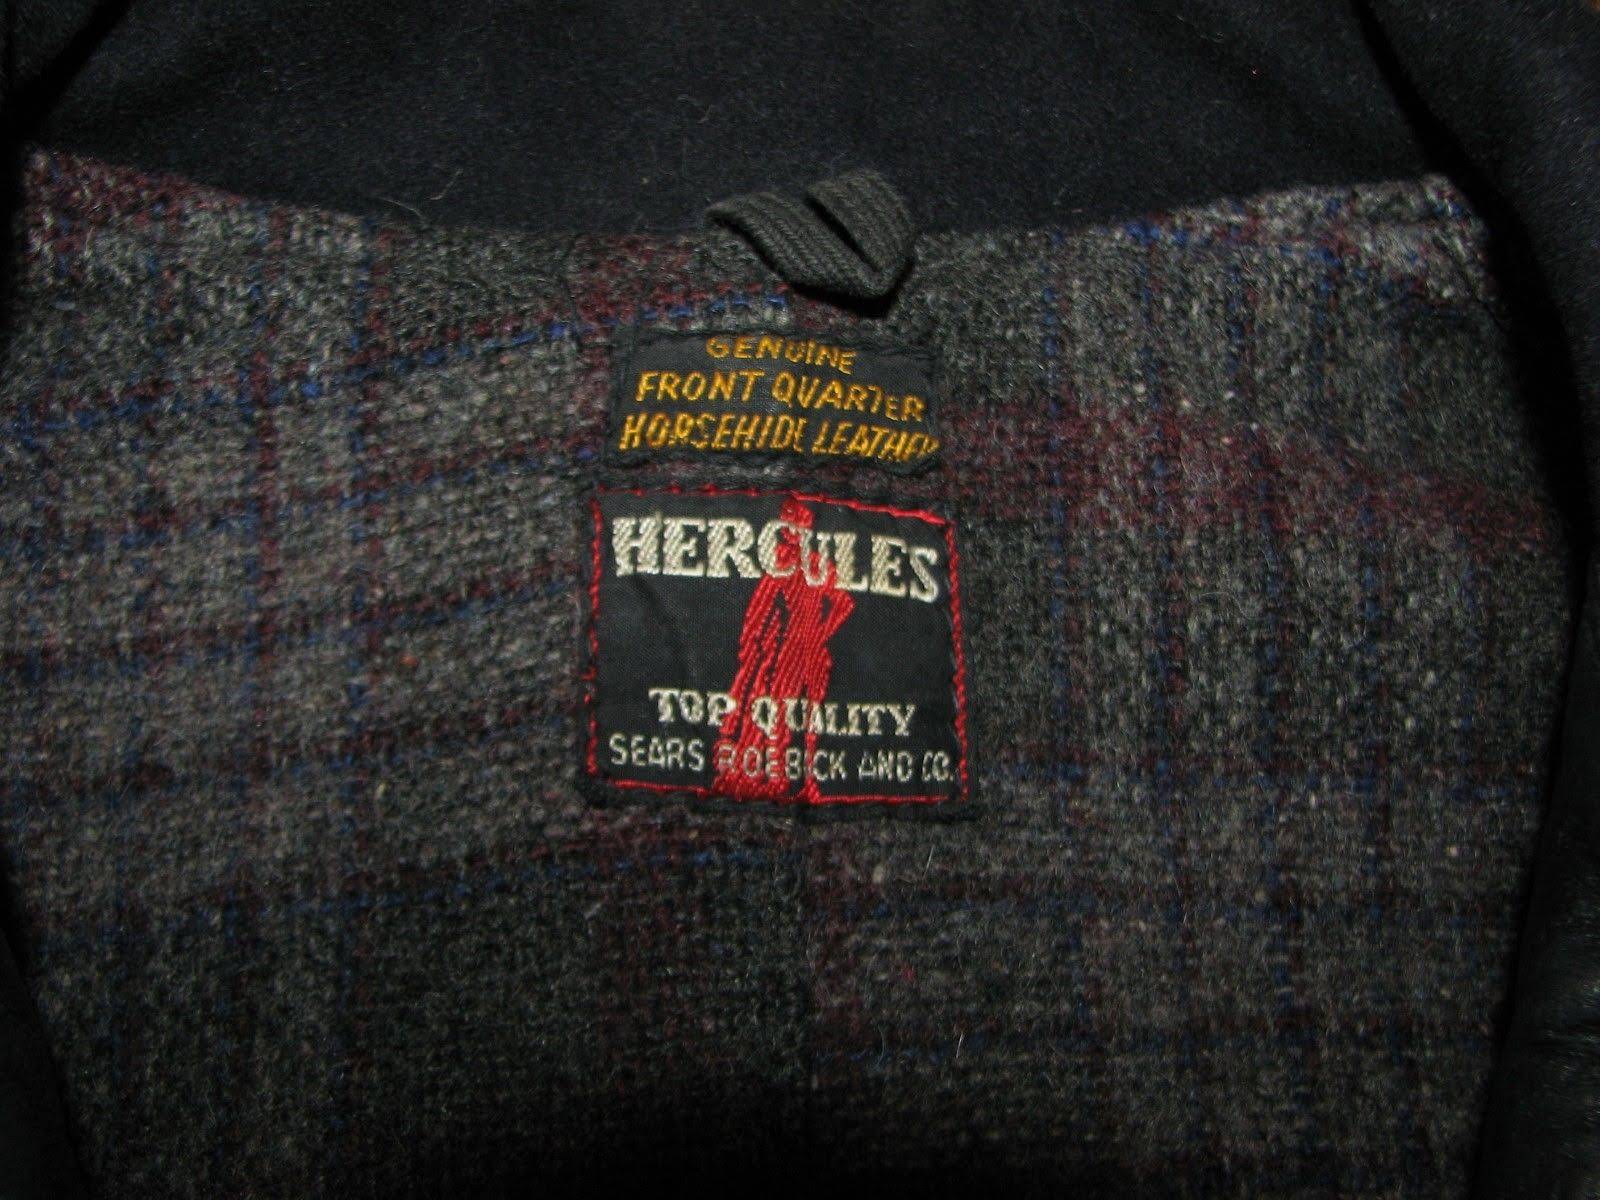 GENUINE
FRONT QUARTER
HORSEHIDE LEATHER
HERCULES
TOP QUALITY
SEARS ROEBUCK AND CO.